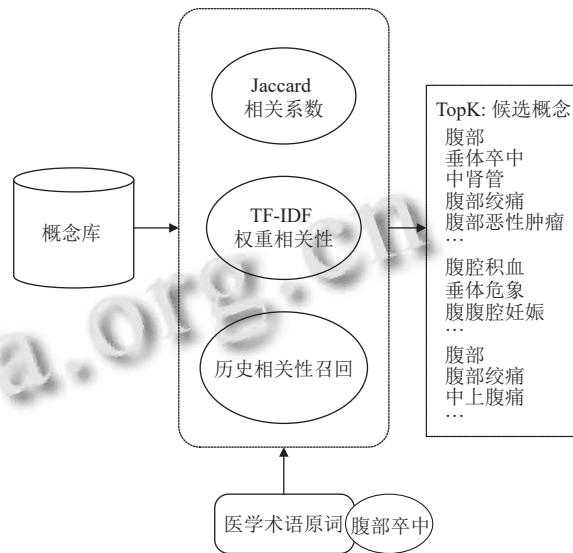 Jaccard
相关系数
概念库
TF-IDF
权重相关性
历史相关性召回
TopK: 候选概念
腹部
垂体卒中
中肾管
腹部绞痛
腹部恶性肿瘤
…
腹腔积血
垂体危象
腹腹腔妊娠
…
腹部
腹部绞痛
中上腹痛
…
医学术语原词
腹部卒中
a.org.cn